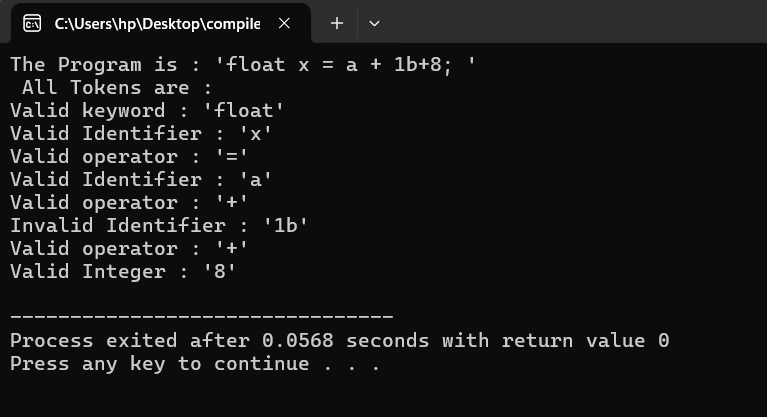 C:\Users\hp\Desktop\compile
The Program is : 'float x = a + 1b+8; '
 All Tokens are :
Valid keyword : 'float'
Valid Identifier : 'x'
Valid operator : '='
Valid Identifier : 'a'
Valid operator : '+'
Invalid Identifier : '1b'
Valid operator : '+'
Valid Integer : '8'
--------------------------------
Process exited after 0.0568 seconds with return value 0
Press any key to continue . . .